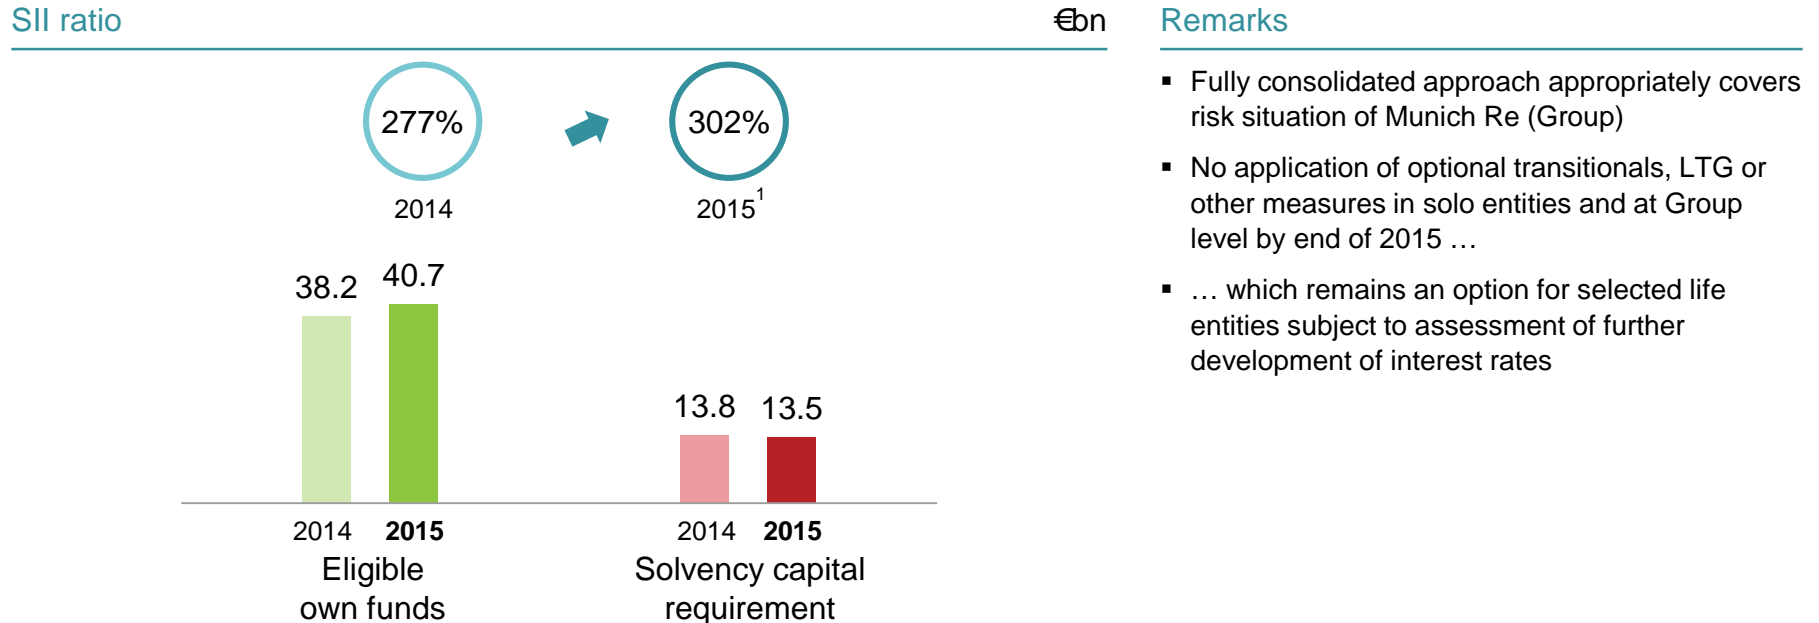 SII ratio €bn
277%
302%
2014
2015¹
38.2 40.7
13.8 13.5
2014 2015
2014 2015
Eligible
own funds
Solvency capital
requirement
Remarks
▪ Fully consolidated approach appropriately covers
risk situation of Munich Re (Group)
▪ No application of optional transitionals, LTG or
other measures in solo entities and at Group
level by end of 2015 …
▪ … which remains an option for selected life
entities subject to assessment of further
development of interest rates